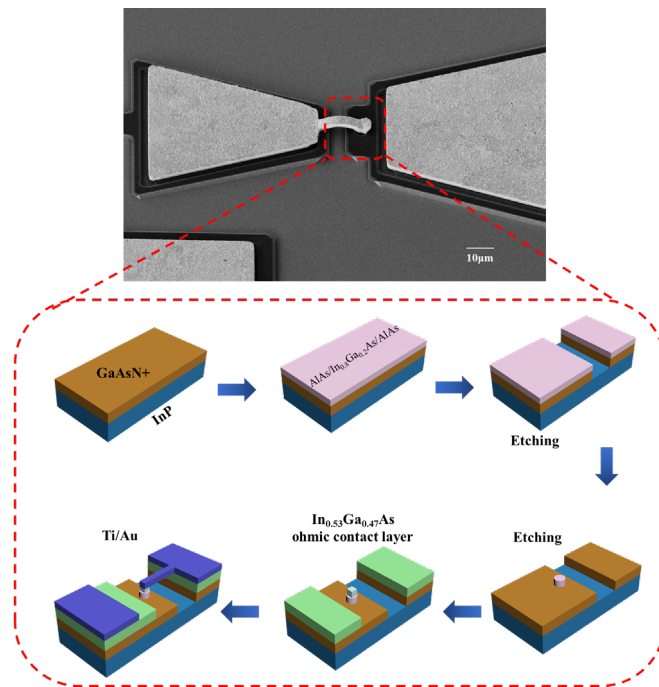 10μm
GaAsN+
InP
AlAs/In0.8Ga0.2As/AlAs
Etching
Ti/Au
In0.53Ga0.47As
ohmic contact layer
Etching